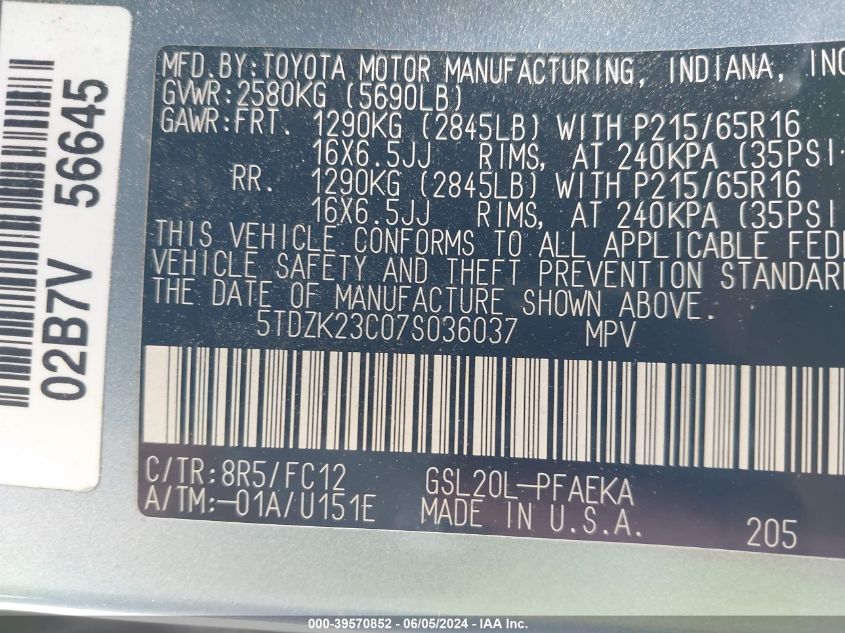 02B7V 56645
MFD.BY:TOYOTA MOTOR MANUFACTURING, INDIANA, INC
GVWR:2580KG (5690LB)
GAWR:FRT. 1290KG (2845LB) WITH P215/65R16
16X6.5JJ RIMS, AT 240KPA (35PSI
RR. 1290KG (2845LB) WITH P215/65R16
16X6.5JJ RIMS, AT 240KPA (35PSI
THIS VEHICLE CONFORMS TO ALL APPLICABLE FEDE
VEHICLE SAFETY AND THEFT PREVENTION STANDAR
THE DATE OF MANUFACTURE SHOWN ABOVE.
5TDZK23C07S036037 MPV
C/TR:8R5/FC12 GSL20L-PFAEKA
A/TM:-01A/U151E MADE IN U.S.A. 205
000-39570852 - 06/05/2024 - IAA Inc.